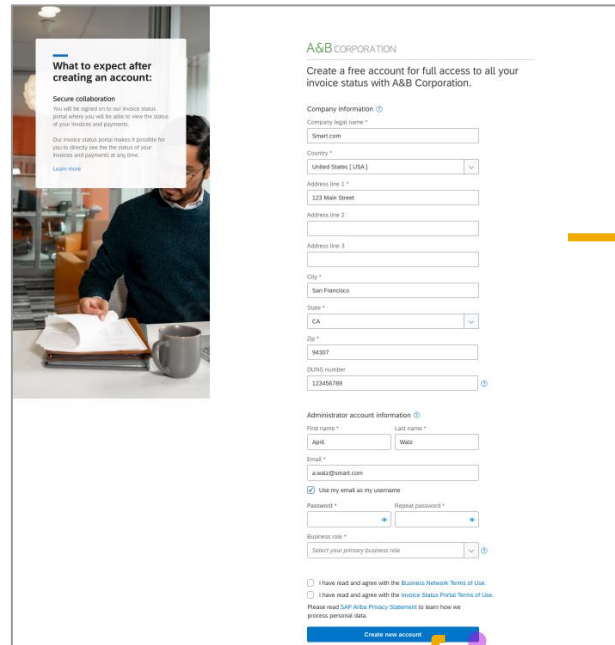 What to expect after
creating an account:
Secure collaboration
You will be signed on to our invoice status
portal where you will be able to view the status
of your invoices and payments.
Our invoice status portal makes it possible for
you to directly see the the status of your
invoices and payments at any time.
Learn more
A&B CORPORATION
Create a free account for full access to all your
invoice status with A&B Corporation.
Company information
Company legal name *
Smart.com
Country *
United States [ USA ]
Address line 1 *
123 Main Street
Address line 2
Address line 3
City *
San Francisco
State *
CA
Zip *
94307
DUNS number
123456789
Administrator account information
First name * Last name *
April Walz
Email *
a.walz@smart.com
Use my email as my username
Password * Repeat password *
Business role *
Select your primary business role
I have read and agree with the Business Network Terms of Use.
I have read and agree with the Invoice Status Portal Terms of Use.
Please read SAP Ariba Privacy Statement to learn how we
process personal data.
Create new account